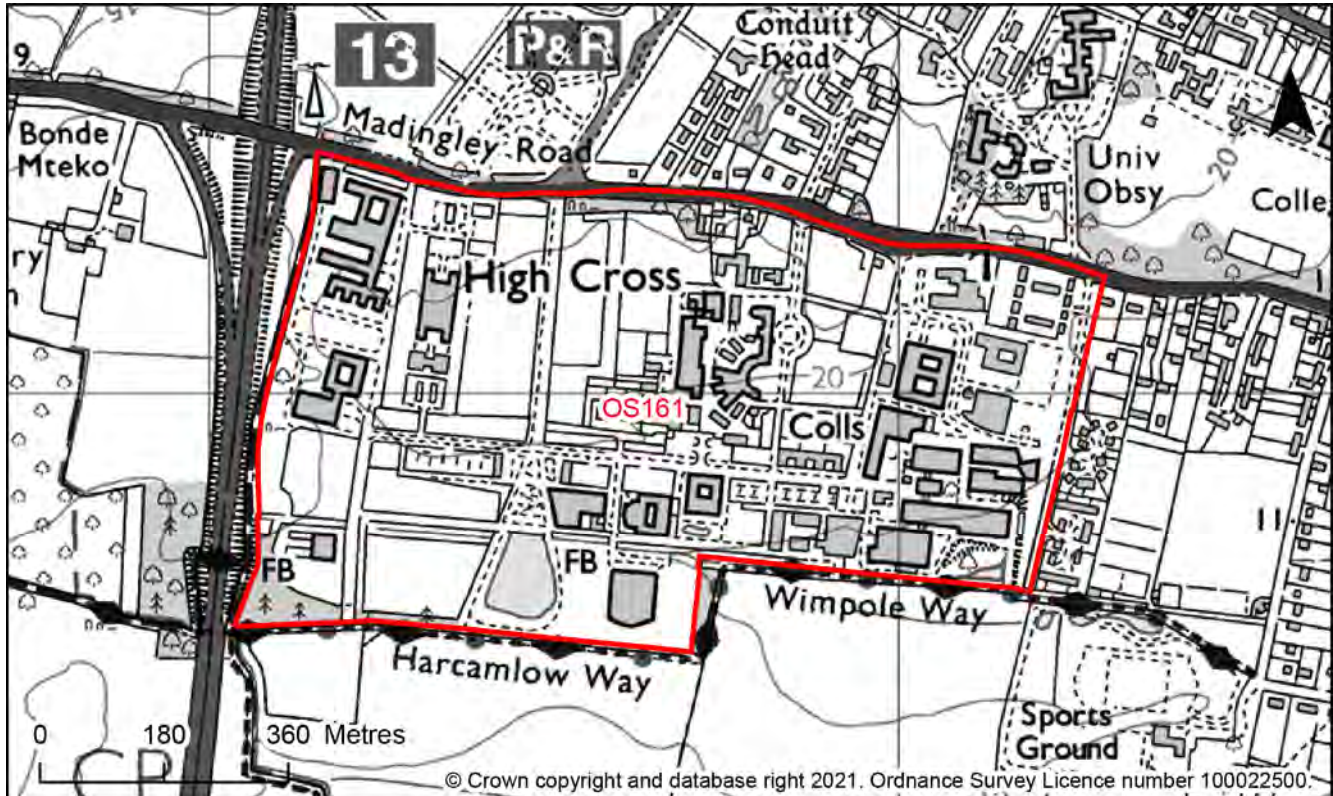 13
P&R
Conduit
Head
9
15
Bonde
Mteko
Madingley Road
Univ
Obsy
20
Colle
ry
High Cross
20
OS161
Colls
11
FB
FB
Wimpole Way
Harcamlow Way
Sports
Ground
0 180 360 Metres
CP
© Crown copyright and database right 2021. Ordnance Survey Licence number 100022500.